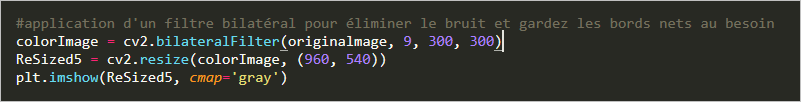 #application d'un filtre bilatéral pour éliminer le bruit et gardez les bords nets au besoin
colorImage = cv2.bilateralFilter(originalmage, 9, 300, 300)
ReSized5 = cv2.resize(colorImage, (960, 540))
plt.imshow(ReSized5, cmap='gray')